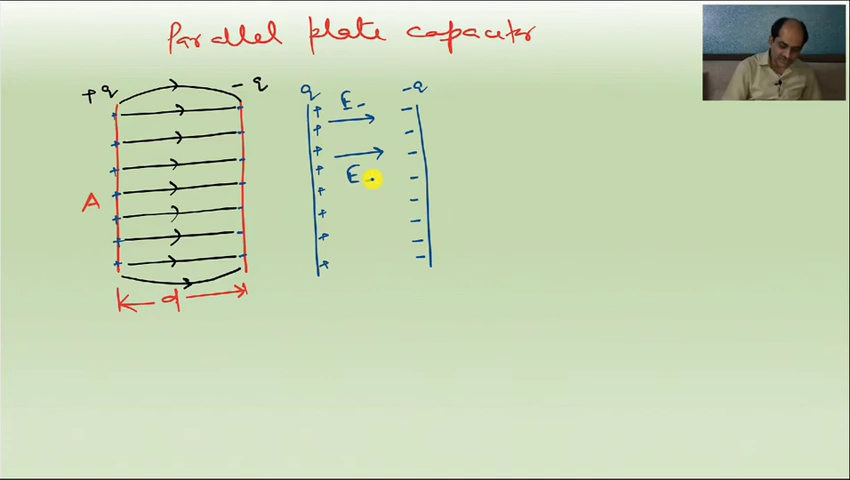 Parallel plate capacitor
+q -q q -q
E-
E-
A
d